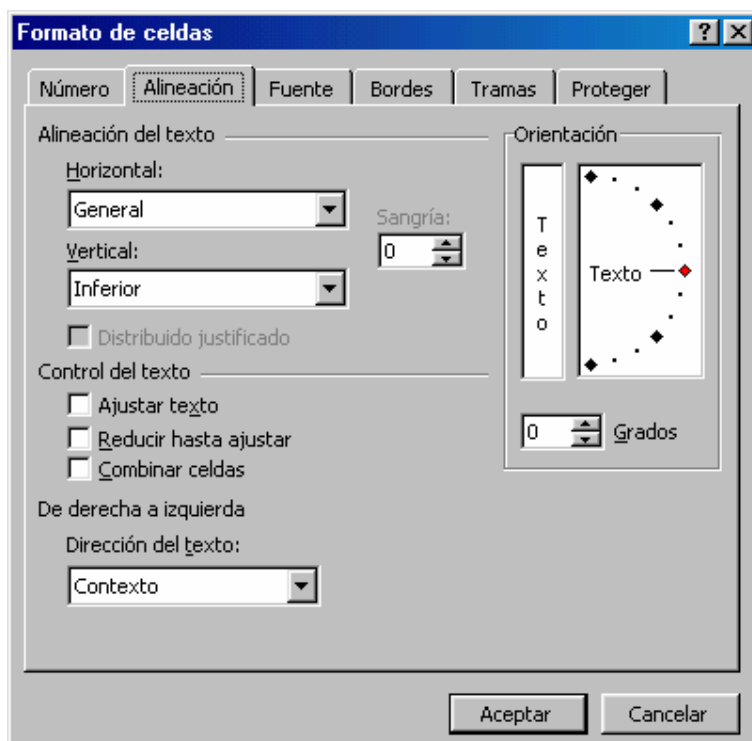 Formato de celdas
Número Alineación Fuente Bordes Tramas Proteger
Alineación del texto
Horizontal:
General
Sangría:
0
Vertical:
Inferior
Distribuido justificado
Control del texto
Ajustar texto
Reducir hasta ajustar
Combinar celdas
De derecha a izquierda
Dirección del texto:
Contexto
Orientación
Texto
Texto
0 Grados
Aceptar Cancelar